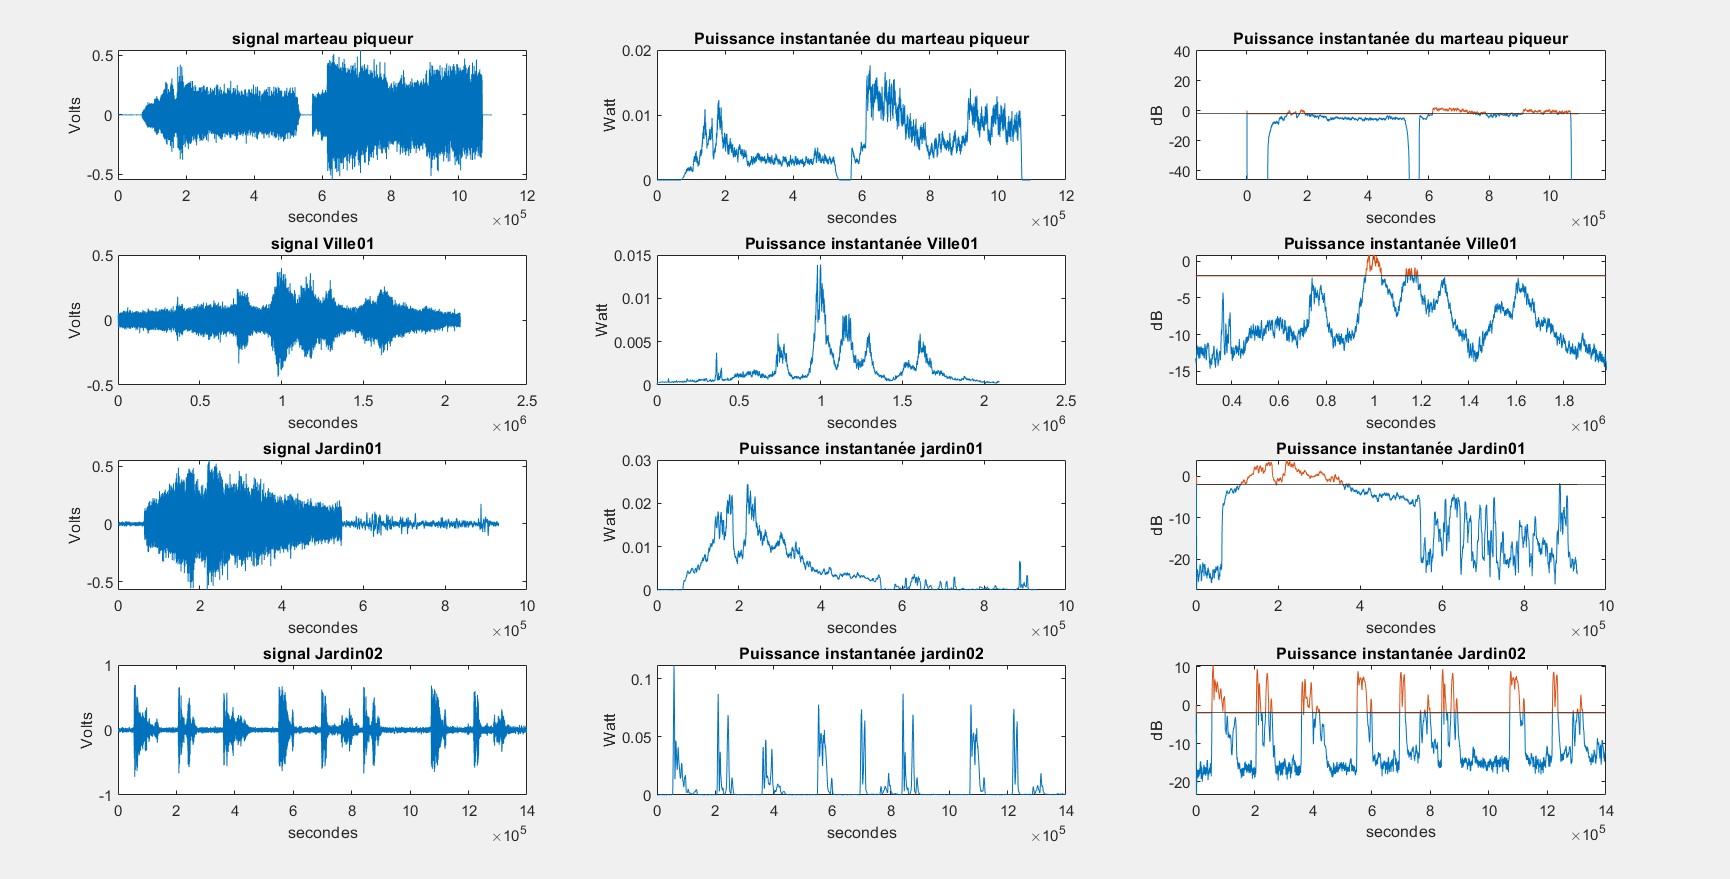 signal marteau piqueur
0.5
0
-0.5
Volts
0 2 4 6 8 10 12
secondes
×10^5
Puissance instantanée du marteau piqueur
0.02
0.01
0
Watt
0 2 4 6 8 10 12
secondes
×10^5
Puissance instantanée du marteau piqueur
40
20
0
-20
-40
dB
0 2 4 6 8 10
secondes
×10^5
signal Ville01
0.5
0
-0.5
Volts
0 0.5 1 1.5 2 2.5
secondes
×10^6
Puissance instantanée Ville01
0.015
0.01
0.005
0
Watt
0 0.5 1 1.5 2 2.5
secondes
×10^6
Puissance instantanée Ville01
0
-5
-10
-15
dB
0.4 0.6 0.8 1 1.2 1.4 1.6 1.8
secondes
×10^6
signal Jardin01
0.5
0
-0.5
Volts
0 2 4 6 8 10
secondes
×10^5
Puissance instantanée jardin01
0.03
0.02
0.01
0
Watt
0 2 4 6 8 10
secondes
×10^5
Puissance instantanée Jardin01
0
-10
-20
dB
0 2 4 6 8 10
secondes
×10^5
signal Jardin02
1
0
-1
Volts
0 2 4 6 8 10 12 14
secondes
×10^5
Puissance instantanée jardin02
0.1
0.05
0
Watt
0 2 4 6 8 10 12 14
secondes
×10^5
Puissance instantanée Jardin02
10
0
-10
-20
dB
0 2 4 6 8 10 12 14
secondes
×10^5